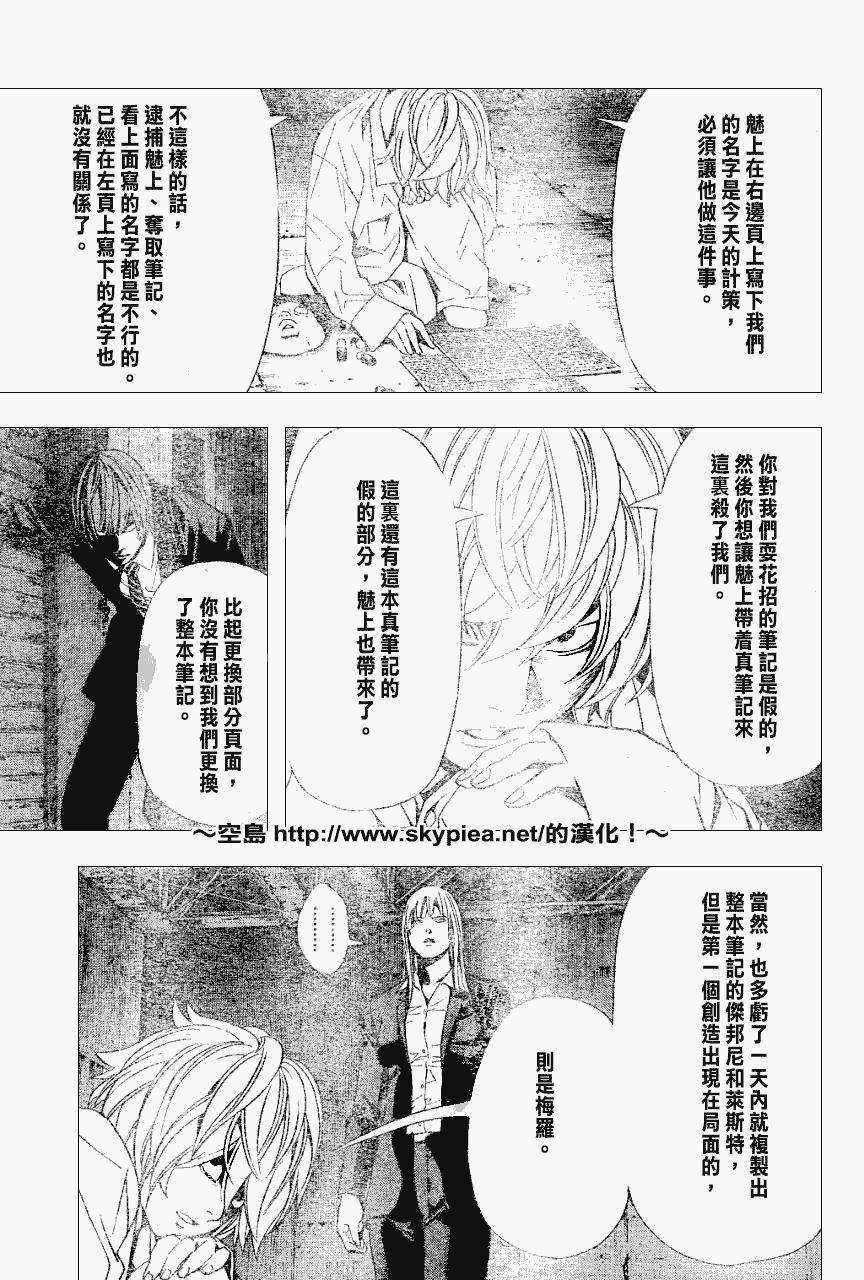 魅上在右邊頁上寫下我們
的名字是今天的計策，
必須讓他做這件事。
不這樣的話，
逮捕魅上、奪取筆記、
看上面寫的名字都是不行的。
已經在左頁上寫下的名字也
就沒有關係了。
你對我們耍花招的筆記是假的，
然後你想讓魅上帶着真筆記來
這裏殺了我們。
這裏還有這本真筆記的
假的部分，魅上也帶來了。
比起更換部分頁面，
你沒有想到我們更換
了整本筆記。
～空島 http://www.skypiea.net/的漢化！～
當然，也多虧了一天內就複製出
整本筆記的傑邦尼和萊斯特，
但是第一個創造出現在局面的，
………
則是梅羅。